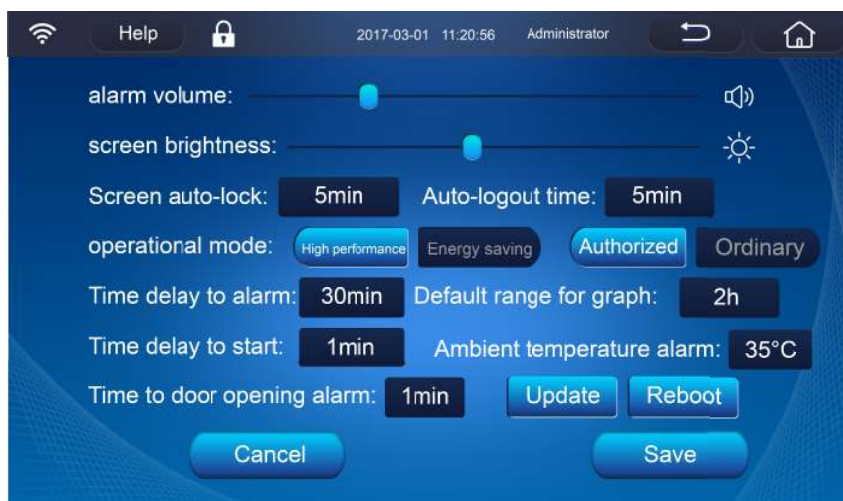 Help 2017-03-01 11:20:56 Administrator
alarm volume:
screen brightness:
Screen auto-lock: 5min Auto-logout time: 5min
operational mode: High performance Energy saving Authorized Ordinary
Time delay to alarm: 30min Default range for graph: 2h
Time delay to start: 1min Ambient temperature alarm: 35°C
Time to door opening alarm: 1min Update Reboot
Cancel Save